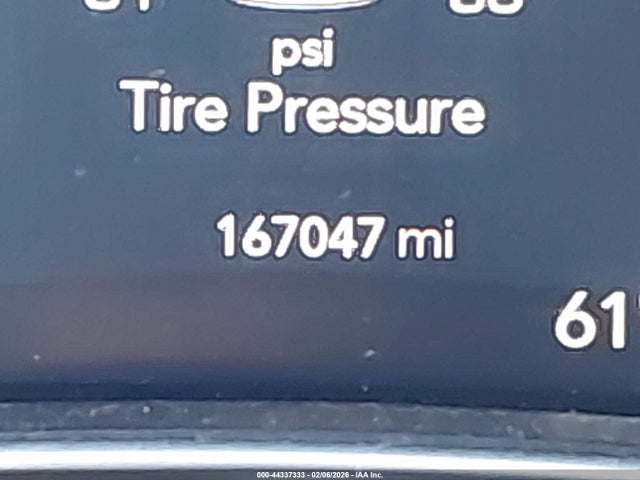 psi
Tire Pressure
167047 mi
61°
000-44337333 - 02/06/2026 - IAA Inc.